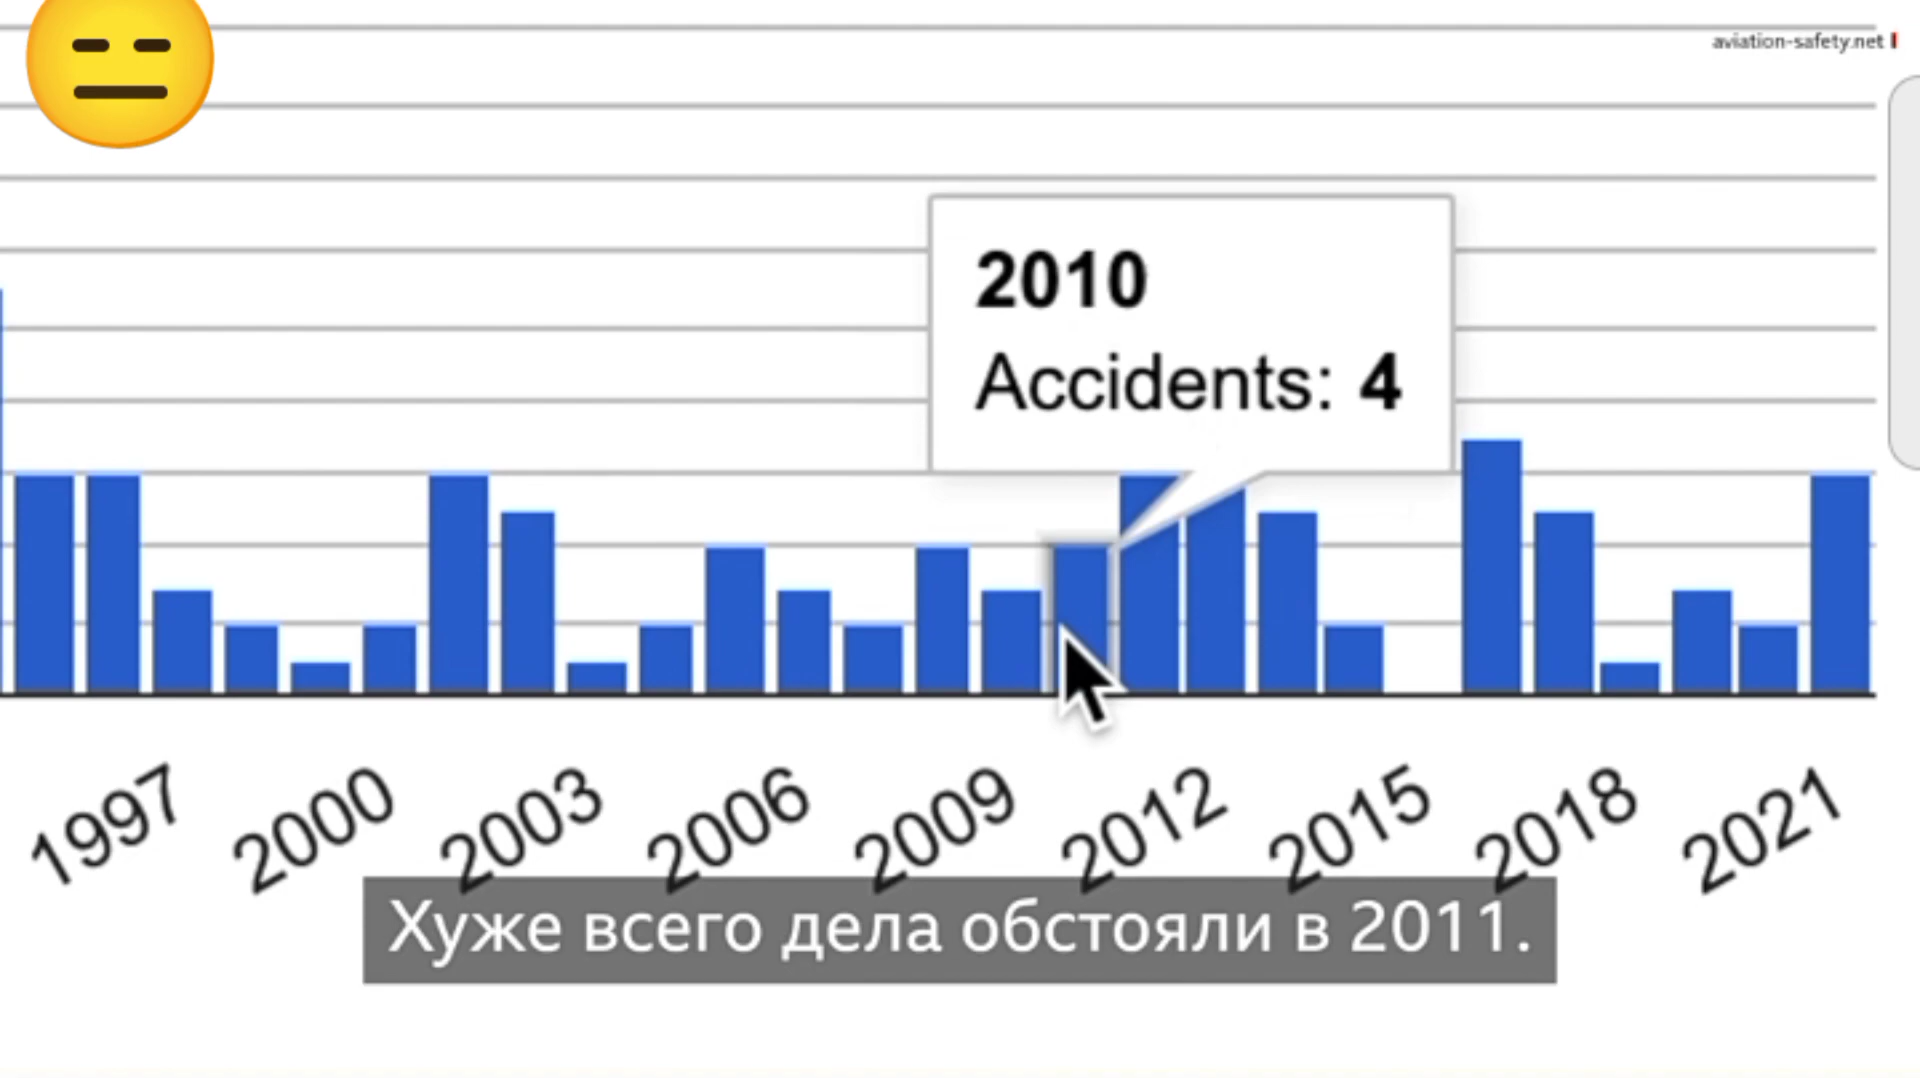 aviation-safety.net
2010
Accidents: 4
1997 2000 2003 2006 2009 2012 2015 2018 2021
Хуже всего дела обстояли в 2011.